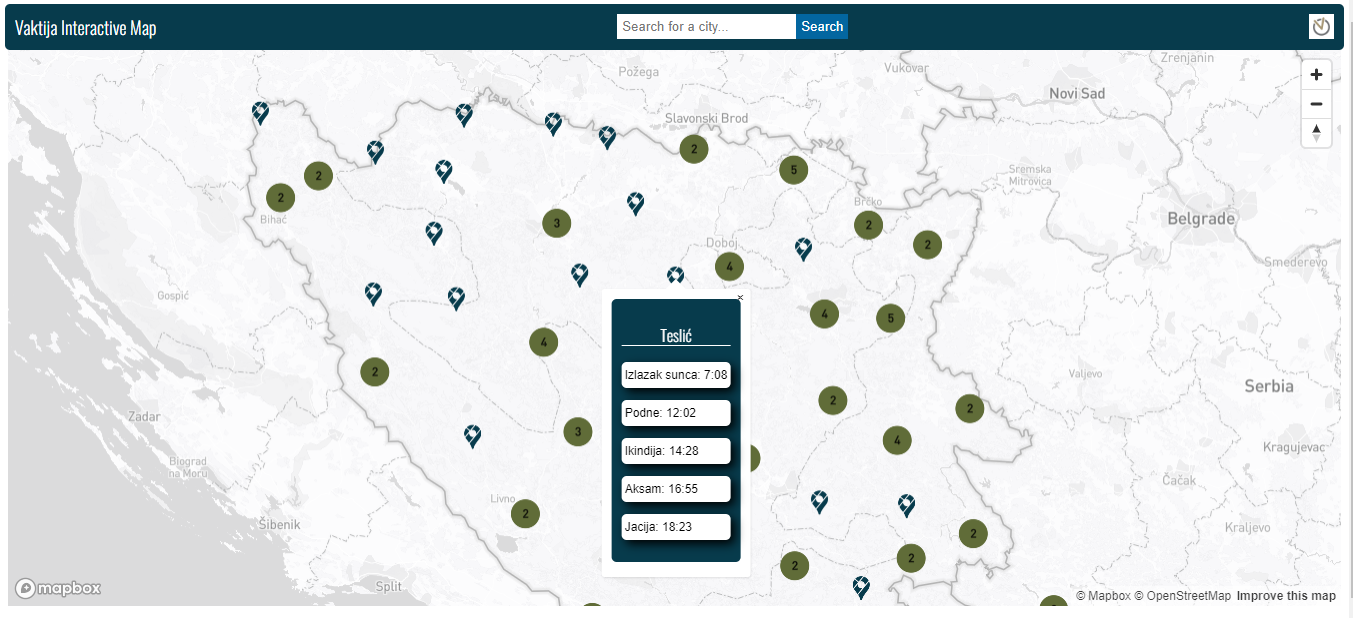 Vaktija Interactive Map
Search for a city...
Search
Zrenjanin
Vukovar
Požega
Novi Sad
Slavonski Brod
2
5
2
Sremska
Mitrovica
2
Bihać
Brčko
Belgrade
3
2
2
Doboj
4
Smederevo
Gospić
4
5
×
Teslić
Izlazak sunca: 7:08
Podne: 12:02
Ikindija: 14:28
Aksam: 16:55
Jacija: 18:23
4
2
Valjevo
Serbia
2
2
Zadar
3
4
Kragujevac
Biograd
na Moru
Čačak
Livno
2
Šibenik
2
Kraljevo
2
2
Split
mapbox
© Mapbox © OpenStreetMap Improve this map